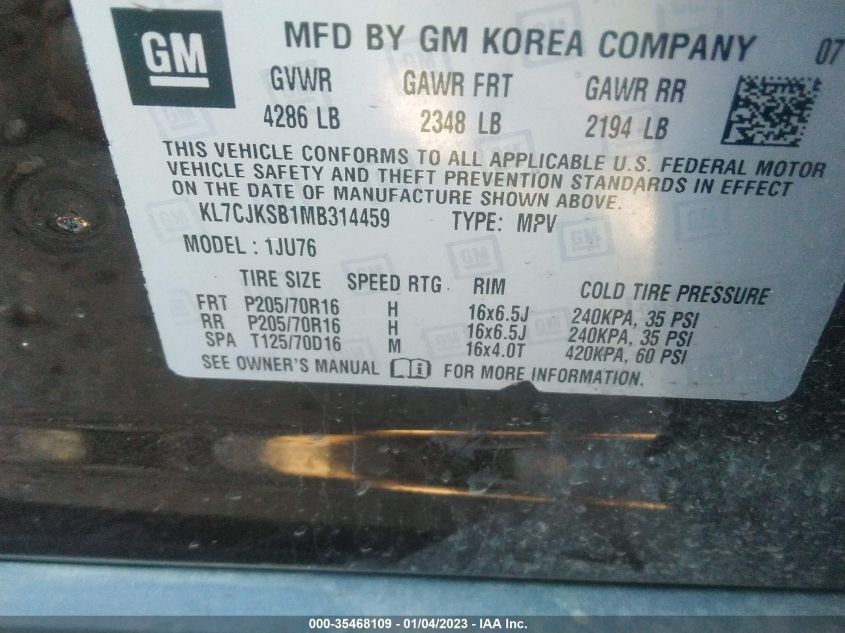 GM
MFD BY GM KOREA COMPANY 07
GVWR GAWR FRT GAWR RR
4286 LB 2348 LB 2194 LB
THIS VEHICLE CONFORMS TO ALL APPLICABLE U.S. FEDERAL MOTOR
VEHICLE SAFETY AND THEFT PREVENTION STANDARDS IN EFFECT
ON THE DATE OF MANUFACTURE SHOWN ABOVE.
KL7CJKSB1MB314459 TYPE: MPV
MODEL : 1JU76
TIRE SIZE SPEED RTG RIM COLD TIRE PRESSURE
FRT P205/70R16 H 16x6.5J 240KPA, 35 PSI
RR P205/70R16 H 16x6.5J 240KPA, 35 PSI
SPA T125/70D16 M 16x4.0T 420KPA, 60 PSI
SEE OWNER'S MANUAL i FOR MORE INFORMATION.
000-35468109 - 01/04/2023 - IAA Inc.